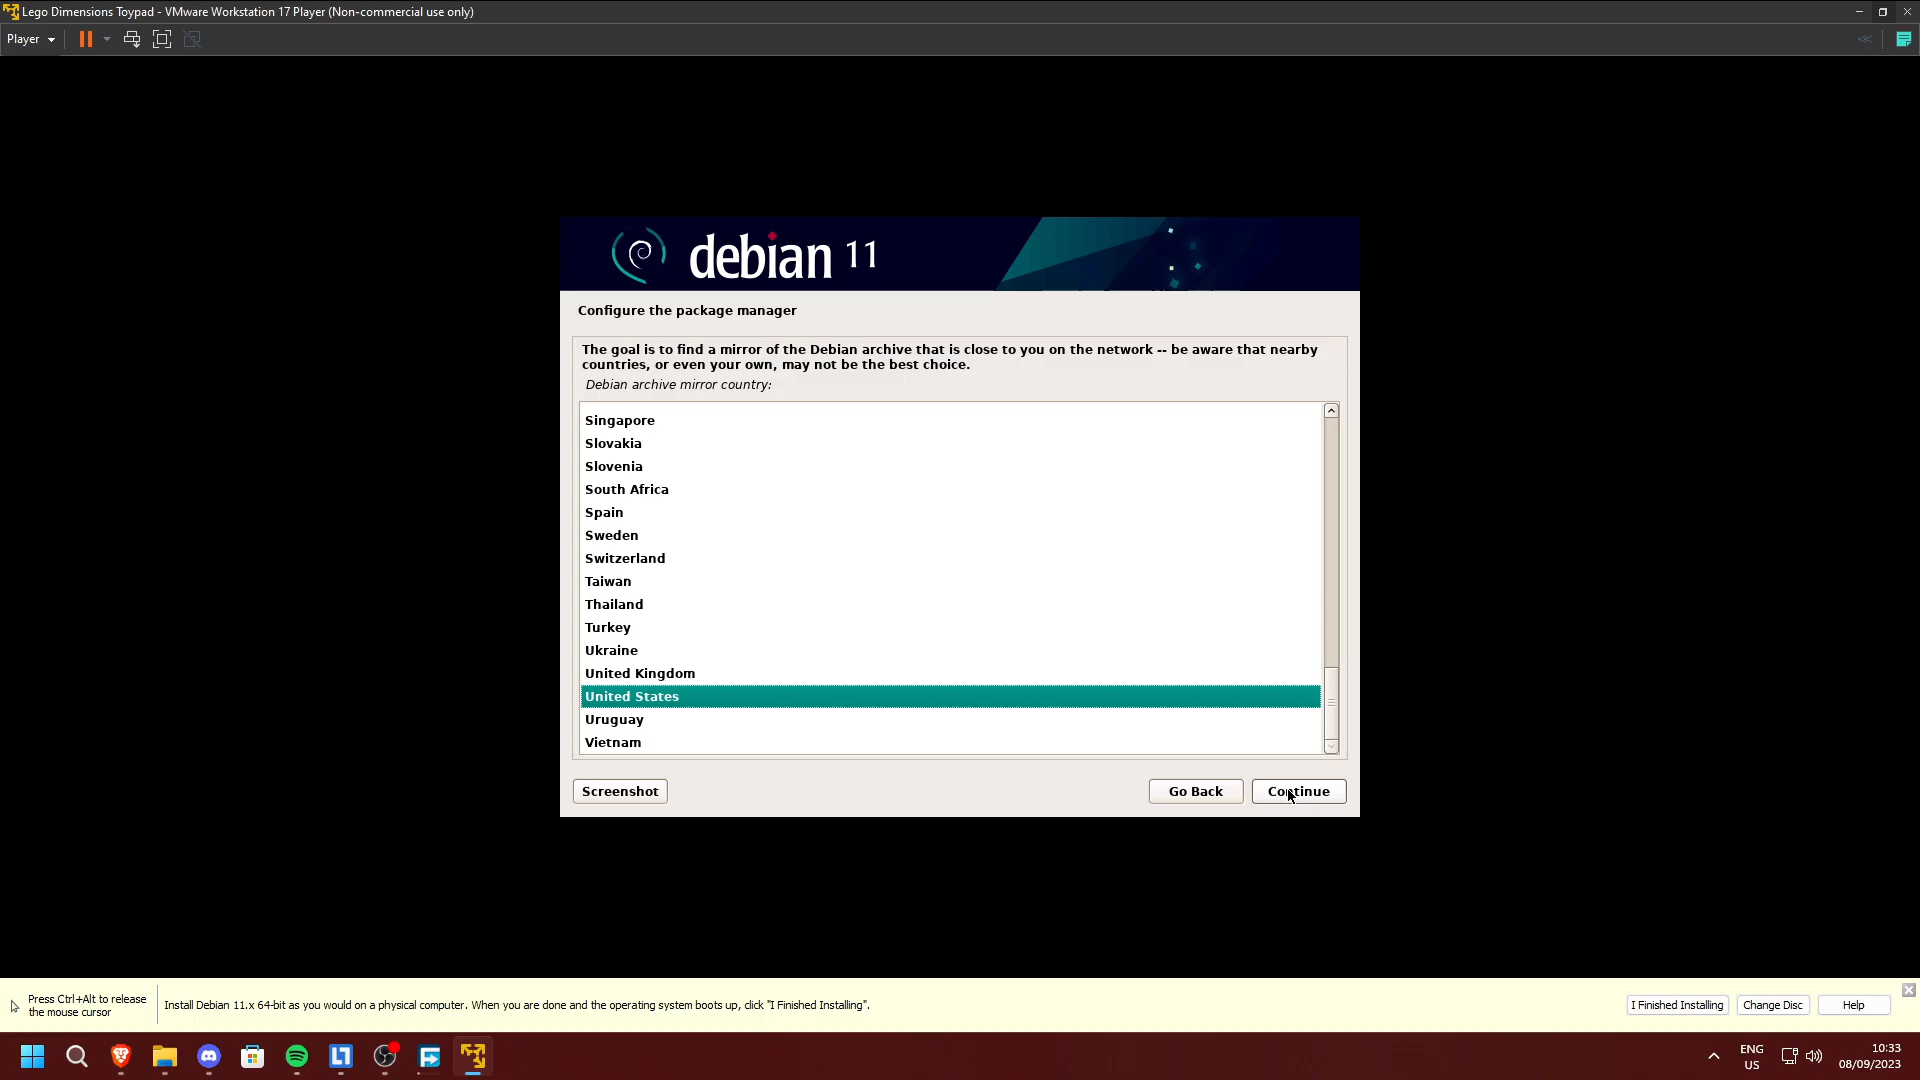 Lego Dimensions Toypad - VMware Workstation 17 Player (Non-commercial use only)
Player
debian 11
Configure the package manager
The goal is to find a mirror of the Debian archive that is close to you on the network -- be aware that nearby
countries, or even your own, may not be the best choice.
Debian archive mirror country:
Singapore
Slovakia
Slovenia
South Africa
Spain
Sweden
Switzerland
Taiwan
Thailand
Turkey
Ukraine
United Kingdom
United States
Uruguay
Vietnam
Screenshot
Go Back
Continue
Press Ctrl+Alt to release
the mouse cursor
Install Debian 11.x 64-bit as you would on a physical computer. When you are done and the operating system boots up, click "I Finished Installing".
I Finished Installing
Change Disc
Help
ENG
US
10:33
08/09/2023